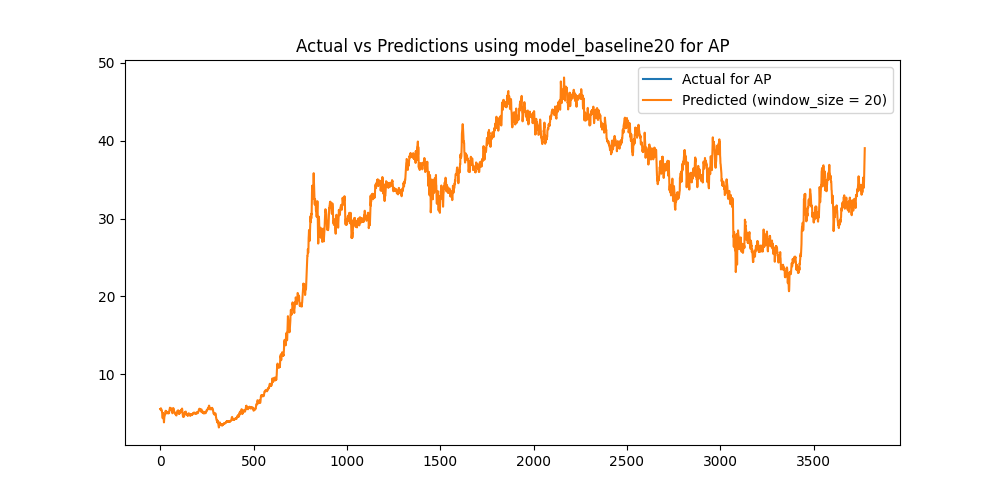 Actual vs Predictions using model_baseline20 for AP
Actual for AP
Predicted (window_size = 20)
50
40
30
20
10
0 500 1000 1500 2000 2500 3000 3500